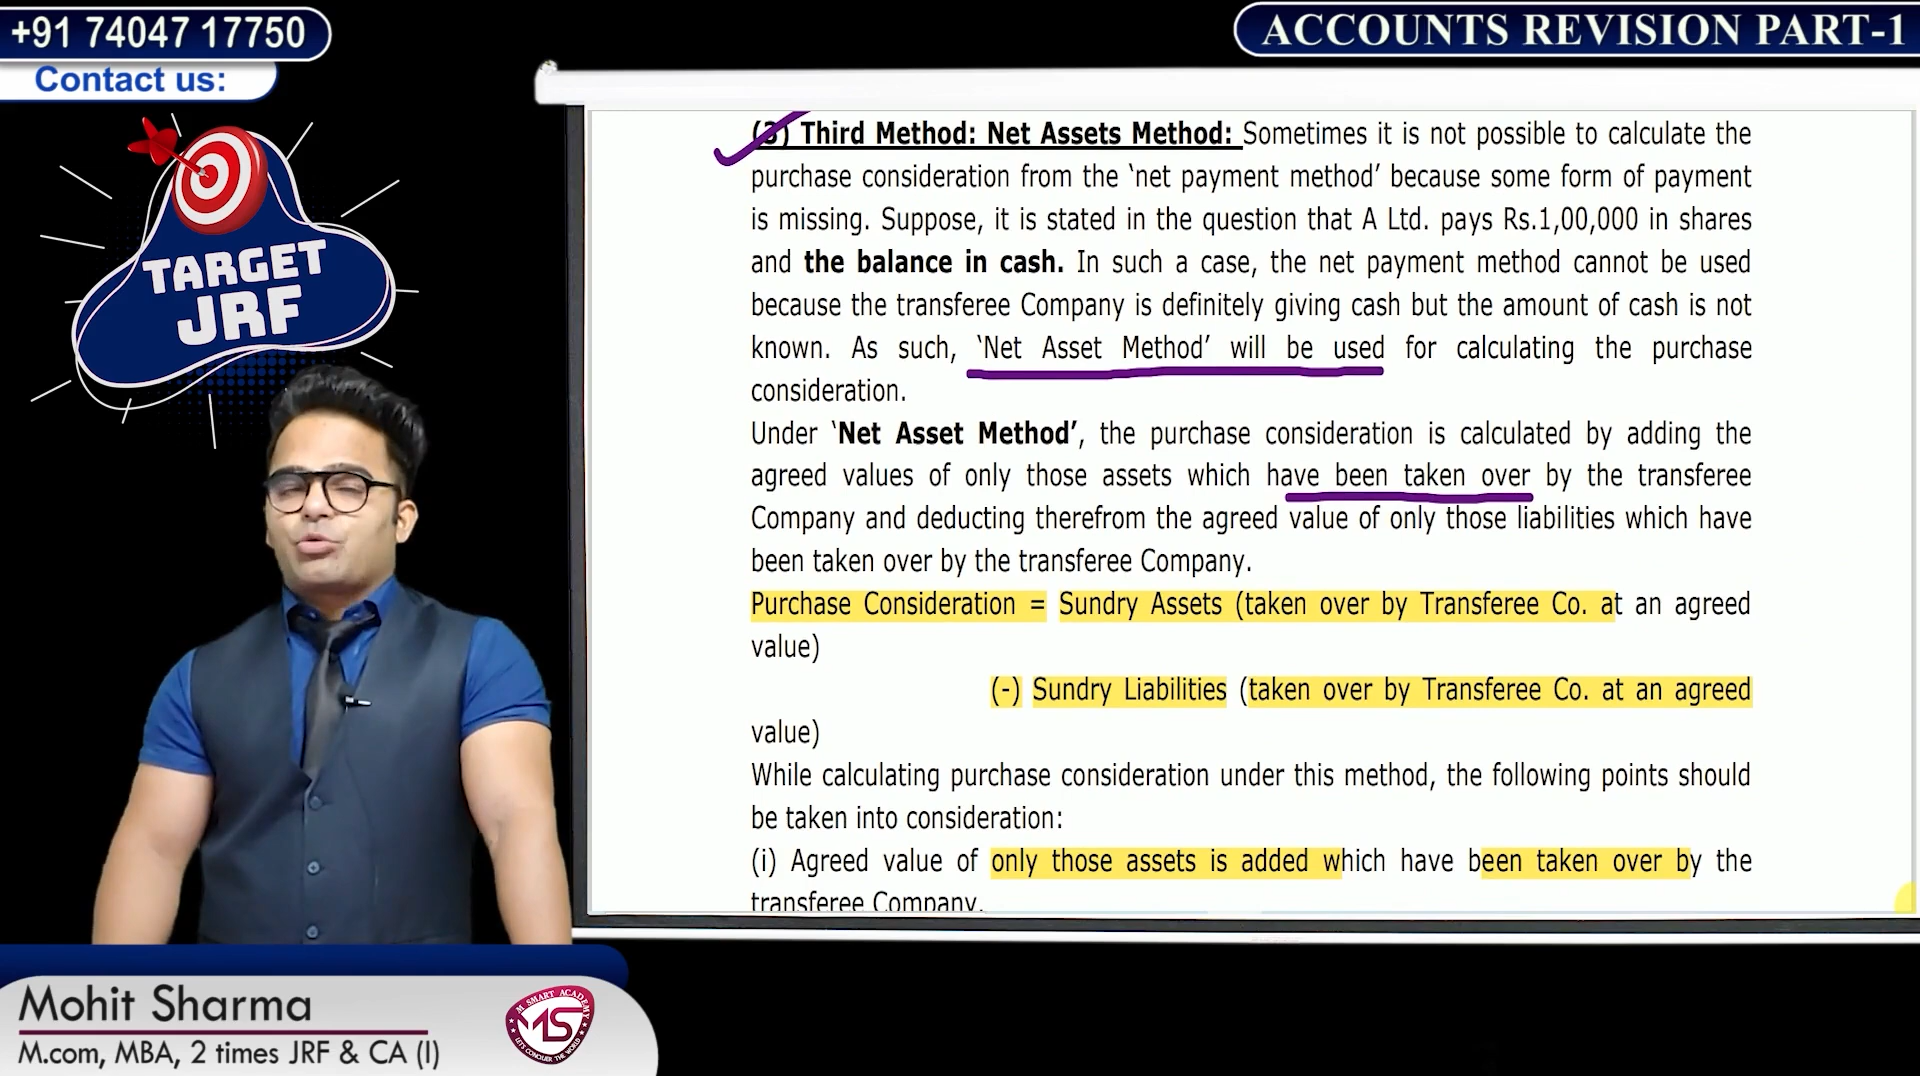 +91 74047 17750
Contact us:
ACCOUNTS REVISION PART-1
TARGET
JRF
(3) Third Method: Net Assets Method: Sometimes it is not possible to calculate the
purchase consideration from the ‘net payment method’ because some form of payment
is missing. Suppose, it is stated in the question that A Ltd. pays Rs.1,00,000 in shares
and the balance in cash. In such a case, the net payment method cannot be used
because the transferee Company is definitely giving cash but the amount of cash is not
known. As such, ‘Net Asset Method’ will be used for calculating the purchase
consideration.
Under ‘Net Asset Method’, the purchase consideration is calculated by adding the
agreed values of only those assets which have been taken over by the transferee
Company and deducting therefrom the agreed value of only those liabilities which have
been taken over by the transferee Company.
Purchase Consideration = Sundry Assets (taken over by Transferee Co. at an agreed
value)
(-) Sundry Liabilities (taken over by Transferee Co. at an agreed
value)
While calculating purchase consideration under this method, the following points should
be taken into consideration:
(i) Agreed value of only those assets is added which have been taken over by the
transferee Company.
Mohit Sharma
M.com, MBA, 2 times JRF & CA (I)
M SMART ACADEMY
MS
LET'S CONQUER THE WORLD